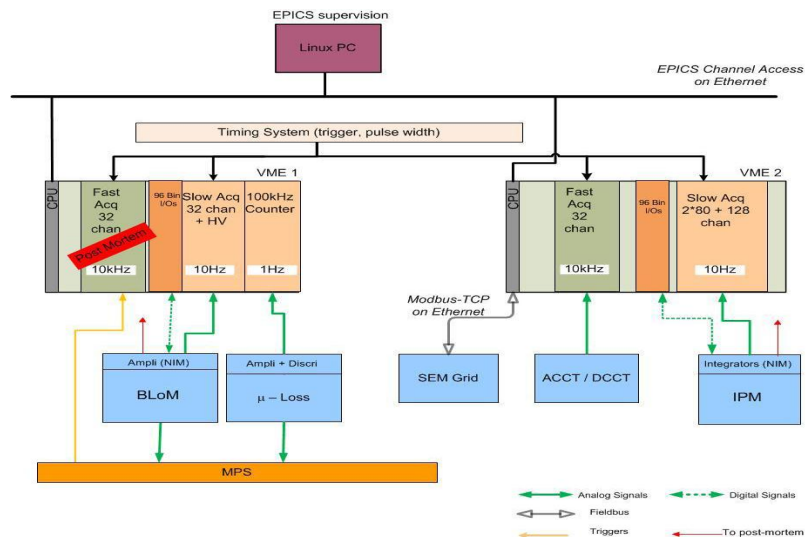 EPICS supervision
Linux PC
EPICS Channel Access
on Ethernet
Timing System (trigger, pulse width)
VME 1
CPU
Fast
Acq
32
chan
Post Mortem
10kHz
96 Bin
I/Os
Slow Acq
32 chan
+ HV
10Hz
100kHz
Counter
1Hz
VME 2
CPU
Fast
Acq
32
chan
10kHz
96 Bin
I/Os
Slow Acq
2*80 + 128
chan
10Hz
Modbus-TCP
on Ethernet
Ampli (NIM)
BLoM
Ampli + Discri
µ – Loss
SEM Grid
ACCT / DCCT
Integrators (NIM)
IPM
MPS
Analog Signals
Digital Signals
Fieldbus
Triggers
To post-mortem